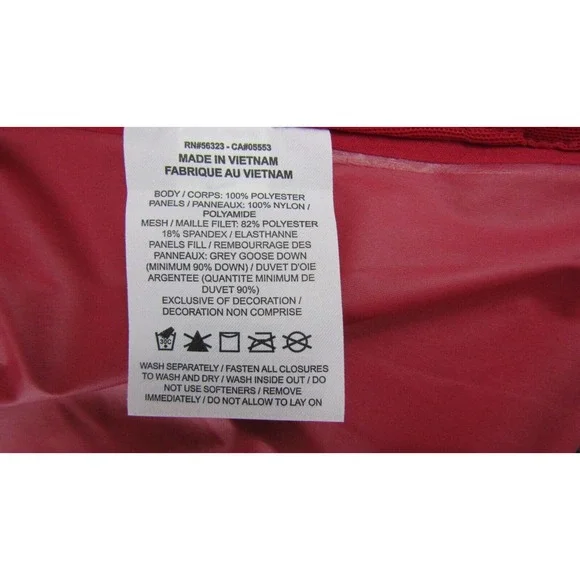 RN#56323 - CA#05553
MADE IN VIETNAM
FABRIQUE AU VIETNAM
BODY / CORPS: 100% POLYESTER
PANELS / PANNEAUX: 100% NYLON /
POLYAMIDE
MESH / MAILLE FILET: 82% POLYESTER
18% SPANDEX / ELASTHANNE
PANELS FILL / REMBOURRAGE DES
PANNEAUX: GREY GOOSE DOWN
(MINIMUM 90% DOWN) / DUVET D'OIE
ARGENTEE (QUANTITE MINIMUM DE
DUVET 90%)
EXCLUSIVE OF DECORATION /
DECORATION NON COMPRISE
30C
WASH SEPARATELY / FASTEN ALL CLOSURES
TO WASH AND DRY / WASH INSIDE OUT / DO
NOT USE SOFTENERS / REMOVE
IMMEDIATELY / DO NOT ALLOW TO LAY ON